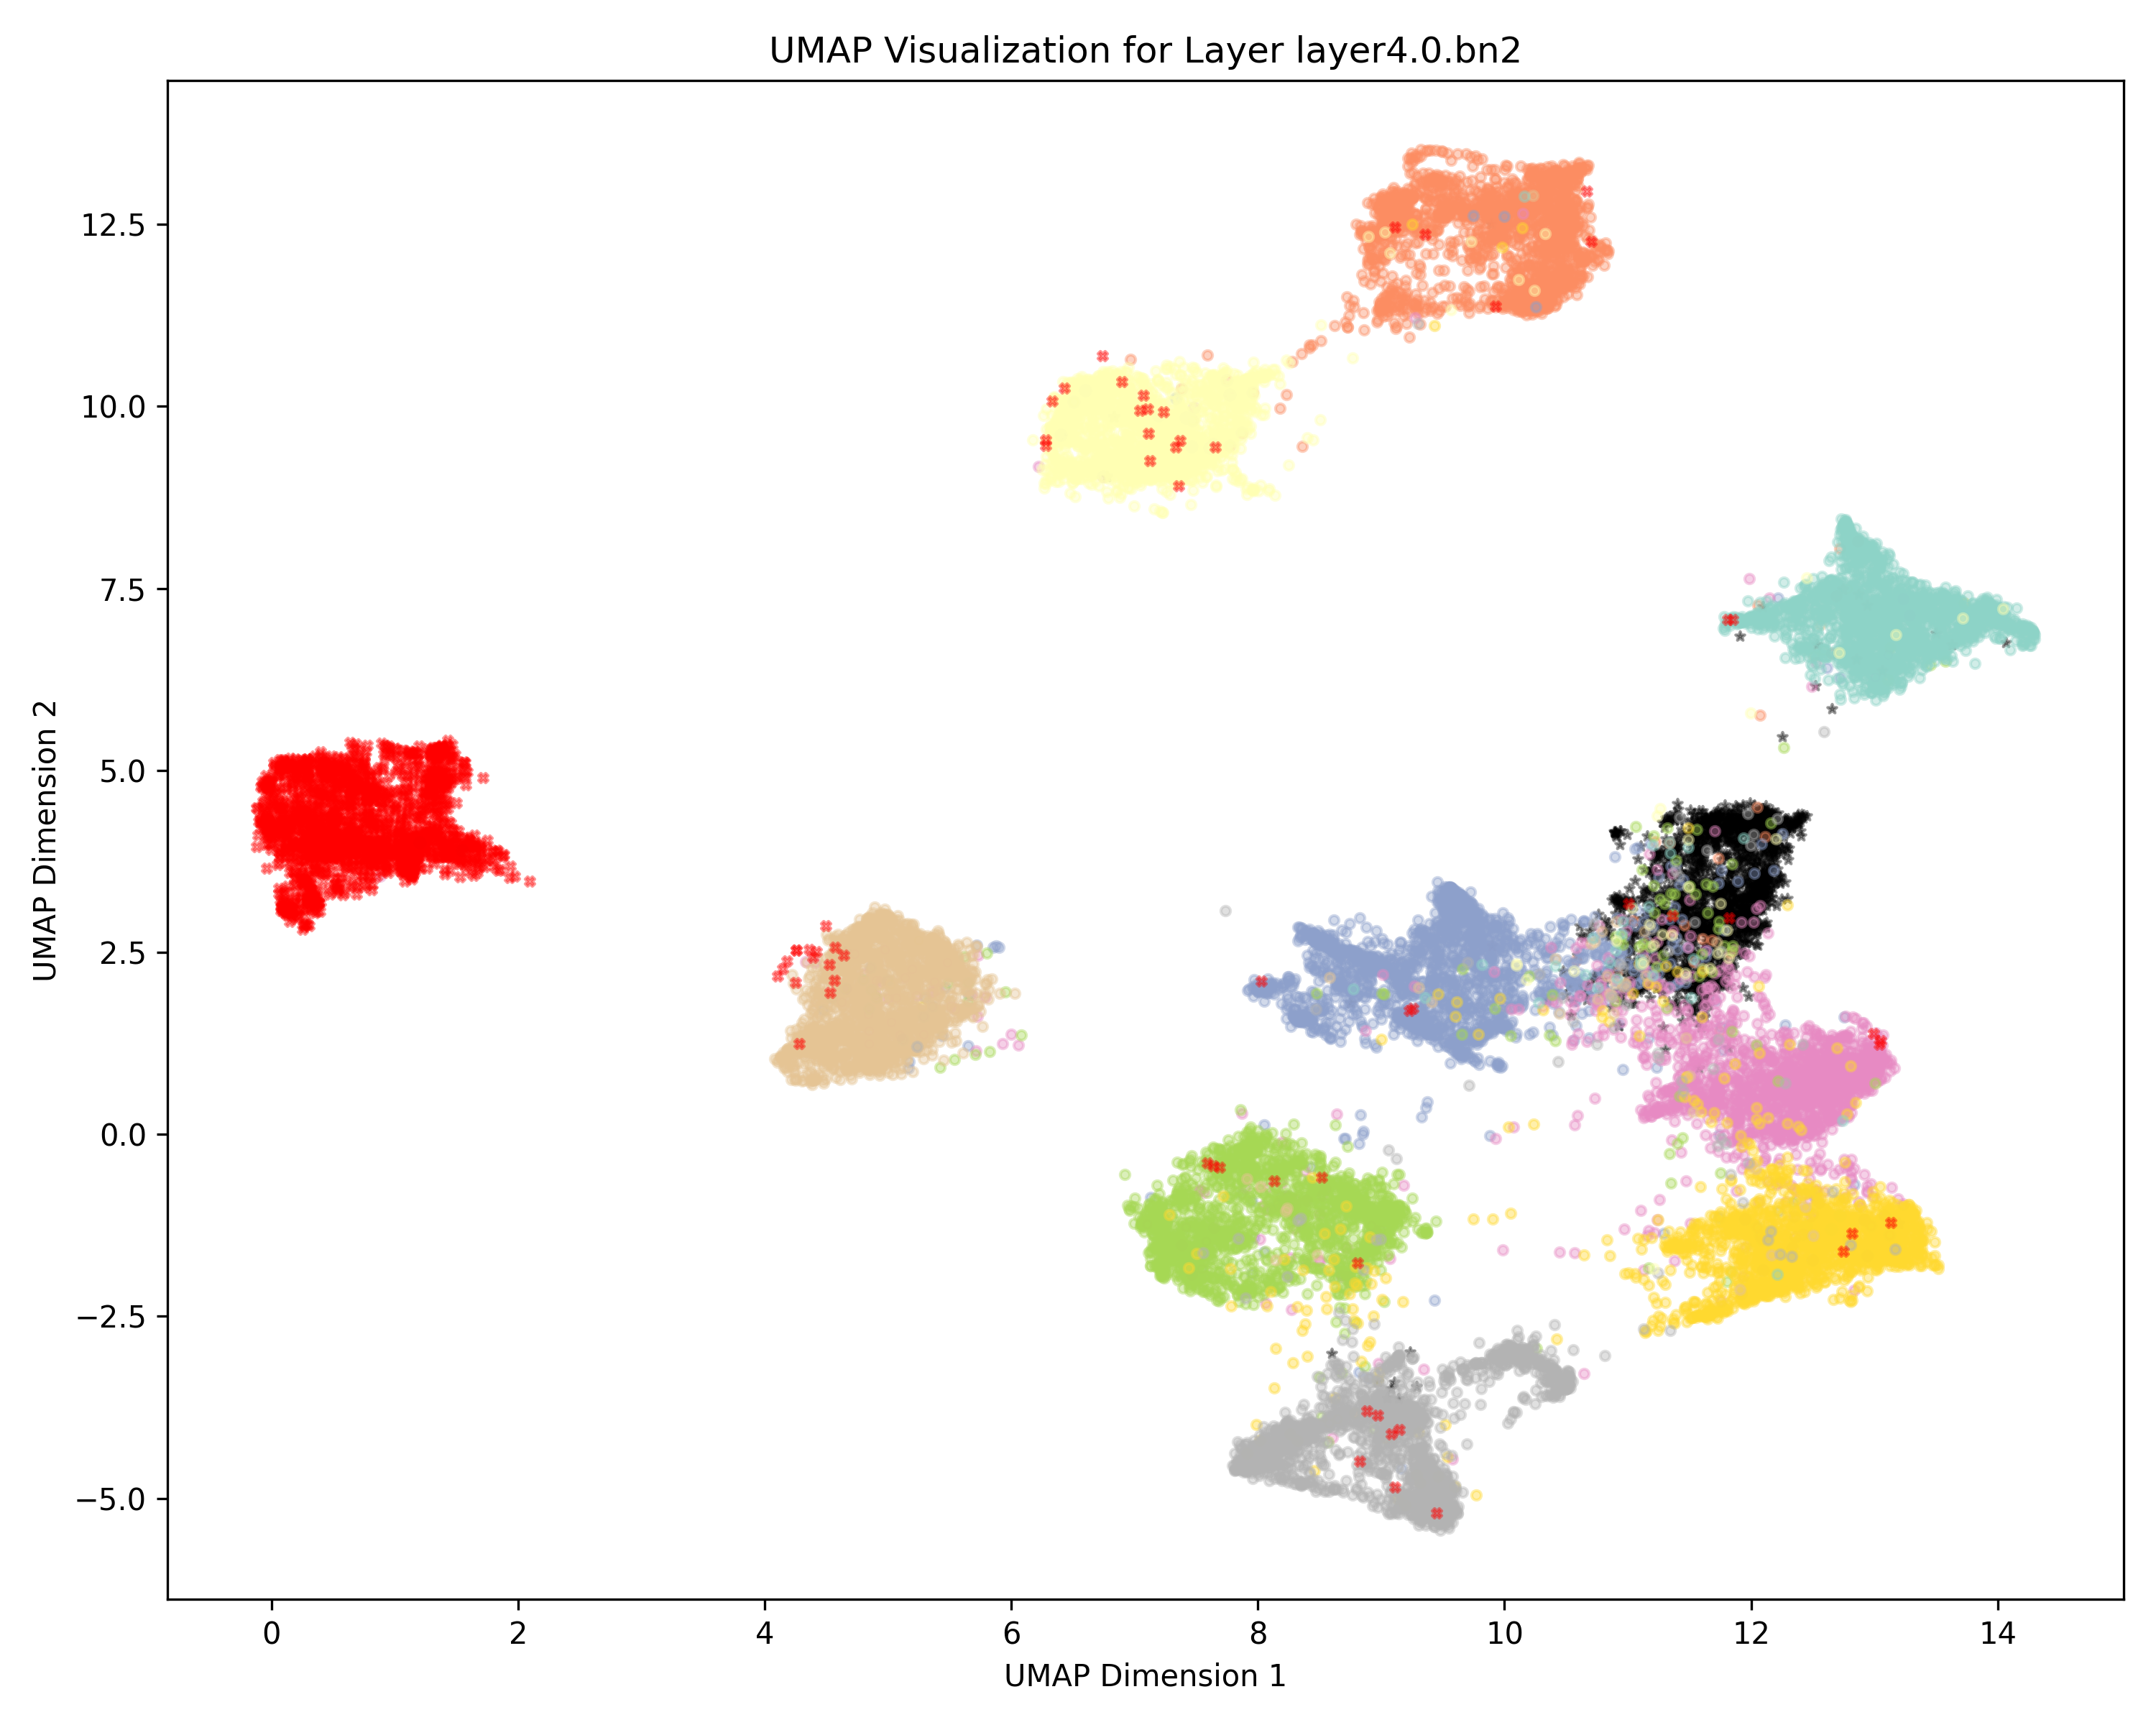 UMAP Visualization for Layer layer4.0.bn2
12.5
10.0
7.5
5.0
2.5
0.0
−2.5
−5.0
UMAP Dimension 2
0 2 4 6 8 10 12 14
UMAP Dimension 1